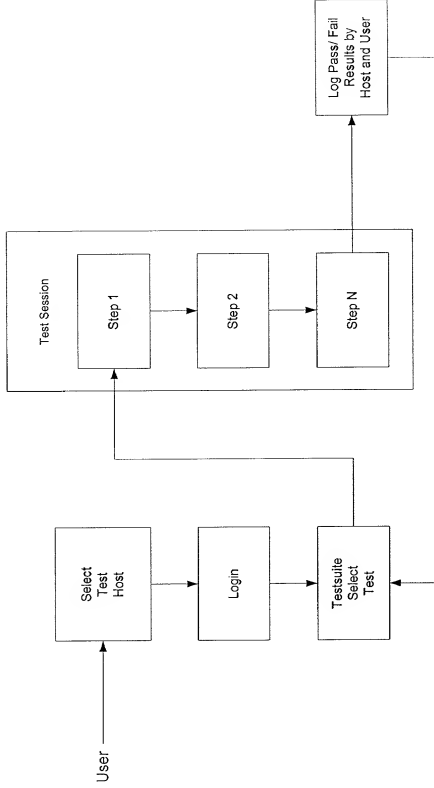 User
Select
Test
Host
Login
Testsuite
Select
Test
Test Session
Step 1
Step 2
Step N
Log Pass/ Fail
Results by
Host and User